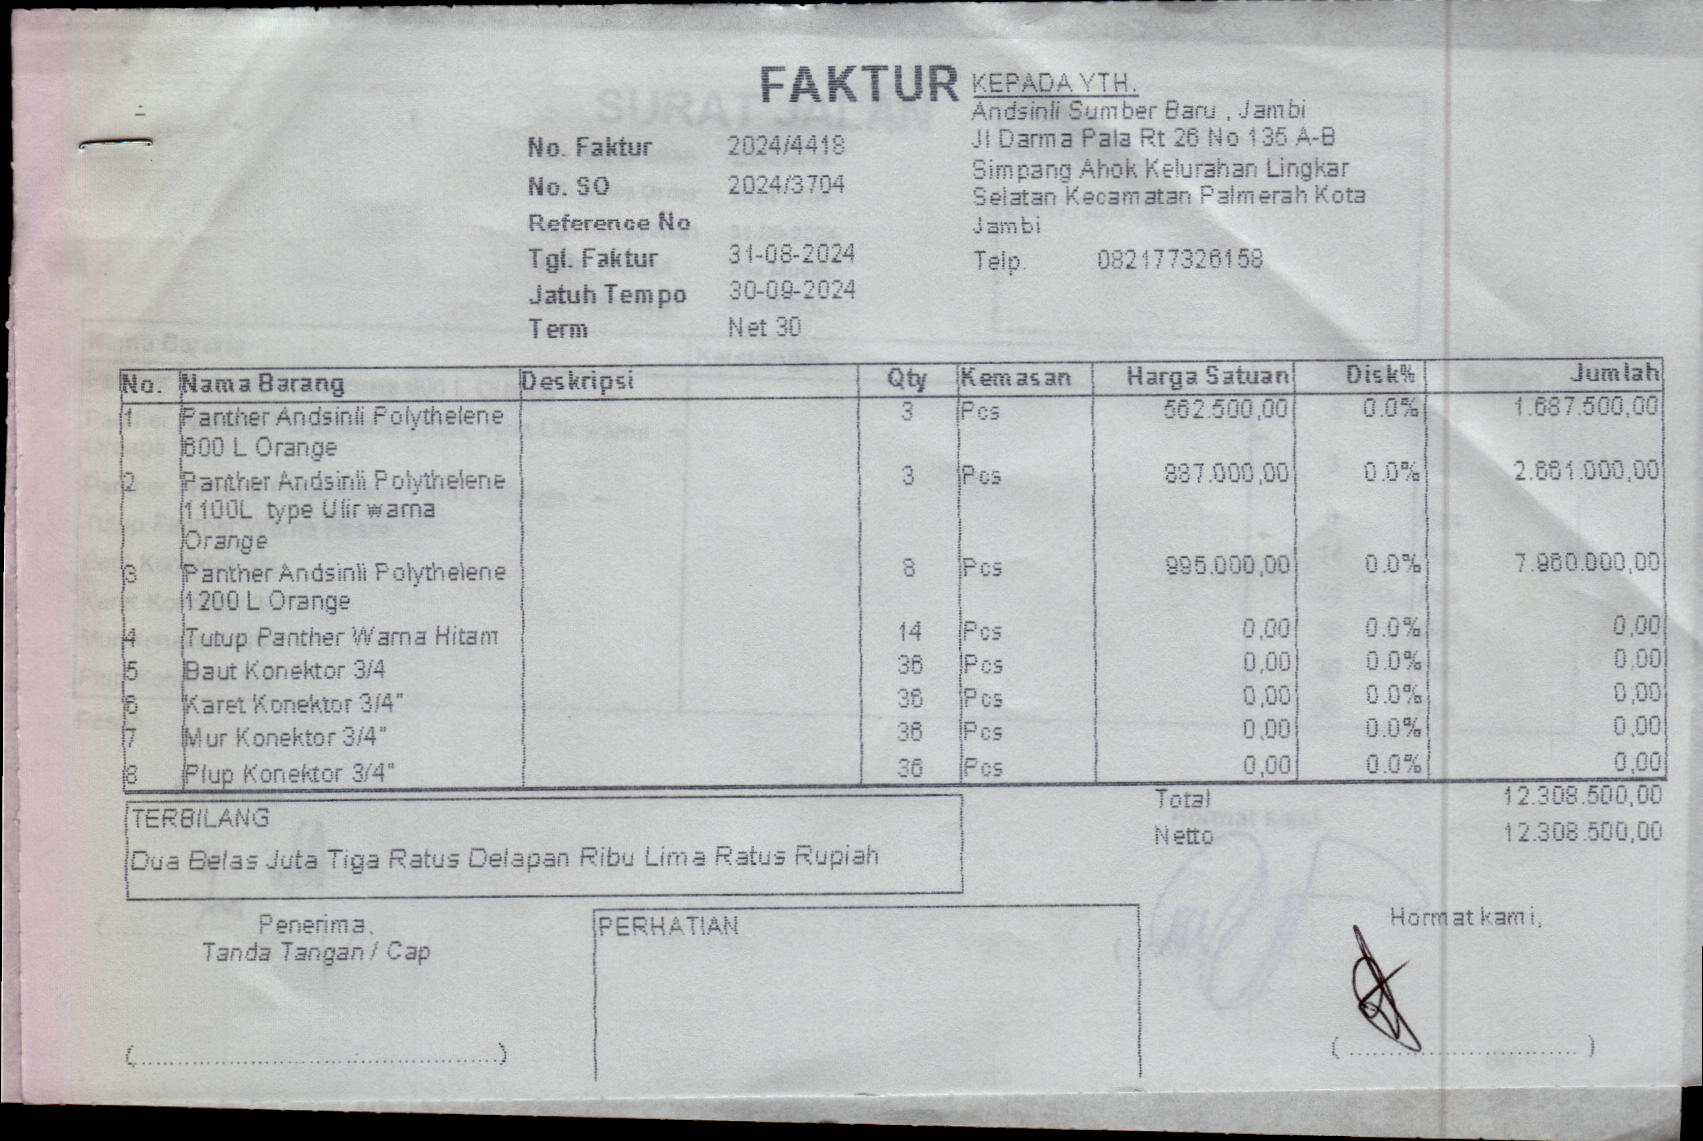 FAKTUR
KEPADA YTH.
Andsinli Sumber Baru , Jambi
Jl Darma Pala Rt 26 No 135 A-B
Simpang Ahok Kelurahan Lingkar
Selatan Kecamatan Palmerah Kota
Jambi
Telp. 082177326158
No. Faktur 2024/4418
No. SO 2024/3704
Reference No
Tgl. Faktur 31-08-2024
Jatuh Tempo 30-09-2024
Term Net 30
No. Nama Barang Deskripsi Qty Kemasan Harga Satuan Disk% Jumlah
1 Panther Andsinli Polythelene 3 Pcs 562.500,00 0.0% 1.687.500,00
600 L Orange
2 Panther Andsinli Polythelene 3 Pcs 887.000,00 0.0% 2.661.000,00
1100L type Ulir warna
Orange
3 Panther Andsinli Polythelene 8 Pcs 995.000,00 0.0% 7.960.000,00
1200 L Orange
4 Tutup Panther Warna Hitam 14 Pcs 0,00 0.0% 0,00
5 Baut Konektor 3/4 36 Pcs 0,00 0.0% 0,00
6 Karet Konektor 3/4" 36 Pcs 0,00 0.0% 0,00
7 Mur Konektor 3/4" 36 Pcs 0,00 0.0% 0,00
8 Plup Konektor 3/4" 36 Pcs 0,00 0.0% 0,00
Total 12.308.500,00
Netto 12.308.500,00
TERBILANG
Dua Belas Juta Tiga Ratus Delapan Ribu Lima Ratus Rupiah
Penerima,
Tanda Tangan / Cap
PERHATIAN
Hormat kami,
(..............................................)
( .............................. )
SURAT JALAN